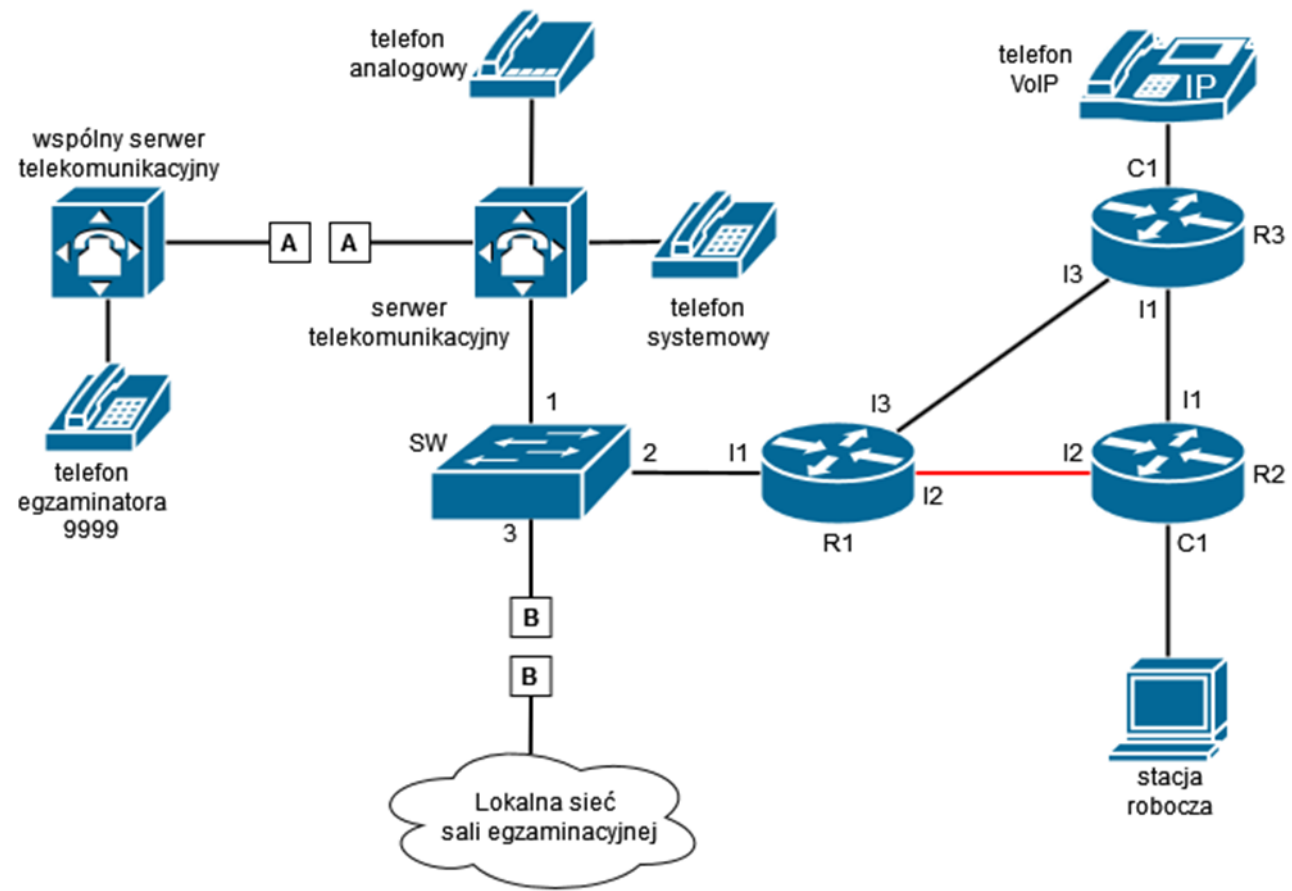 telefon
analogowy
telefon
VoIP
IP
wspólny serwer
telekomunikacyjny
C1
R3
A
A
I3
I1
serwer
telekomunikacyjny
telefon
systemowy
telefon
egzaminatora
9999
1
SW
2
3
I3
I1
I2
R1
I1
I2
R2
C1
B
B
Lokalna sieć
sali egzaminacyjnej
stacja
robocza